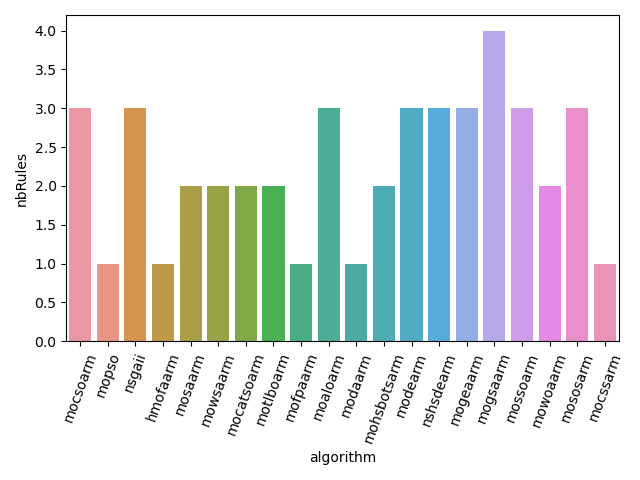 4.0
3.5
3.0
2.5
2.0
1.5
1.0
0.5
0.0
nbRules
mocsoarm
mopso
nsgaii
hmofaarm
mosaarm
mowsaarm
mocatsoarm
motlboarm
mofpaarm
moaloarm
modaarm
mohsbotsarm
modearm
nshsdearm
mogeaarm
mogsaarm
mossoarm
mowoaarm
mososarm
mocssarm
algorithm